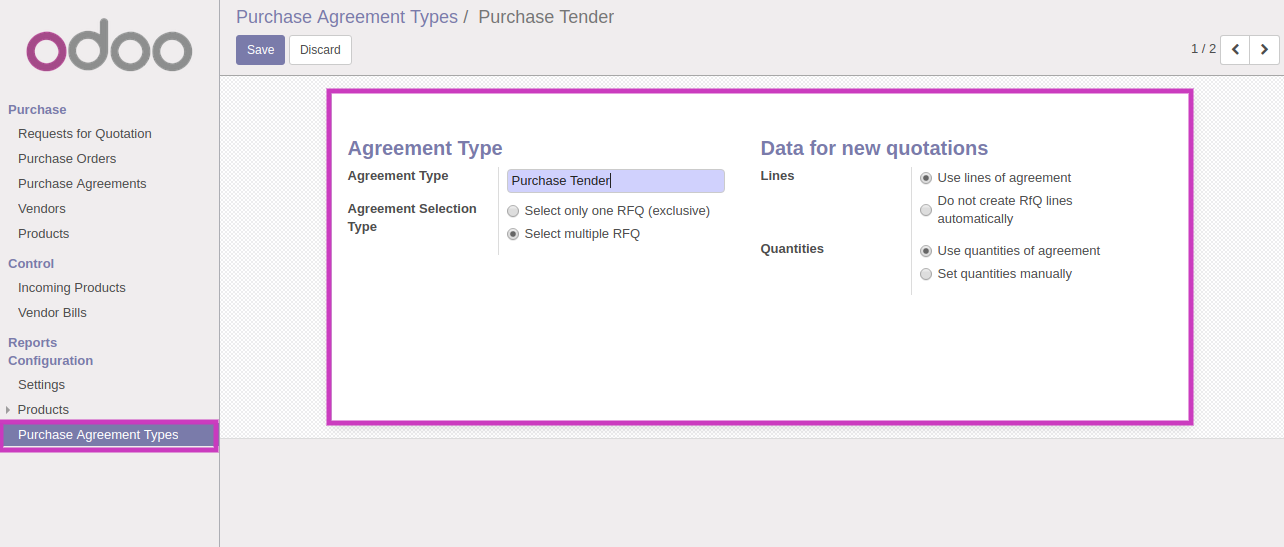 odoo
Purchase
Requests for Quotation
Purchase Orders
Purchase Agreements
Vendors
Products
Control
Incoming Products
Vendor Bills
Reports
Configuration
Settings
Products
Purchase Agreement Types
Purchase Agreement Types / Purchase Tender
Save Discard
1 / 2
Agreement Type
Agreement Type
Purchase Tender
Agreement Selection
Type
Select only one RFQ (exclusive)
Select multiple RFQ
Data for new quotations
Lines
Use lines of agreement
Do not create RfQ lines
automatically
Quantities
Use quantities of agreement
Set quantities manually